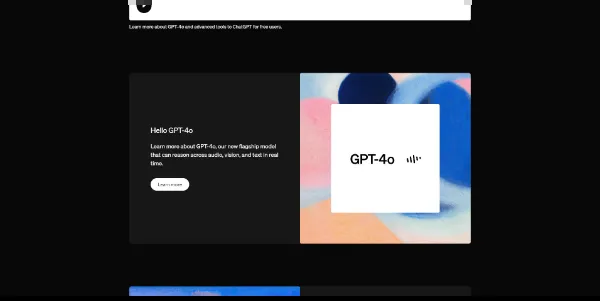 Learn more about GPT-4o and advanced tools to ChatGPT for free users.
Hello GPT-4o
Learn more about GPT-4o, our new flagship model
that can reason across audio, vision, and text in real
time.
Learn more
GPT-4o